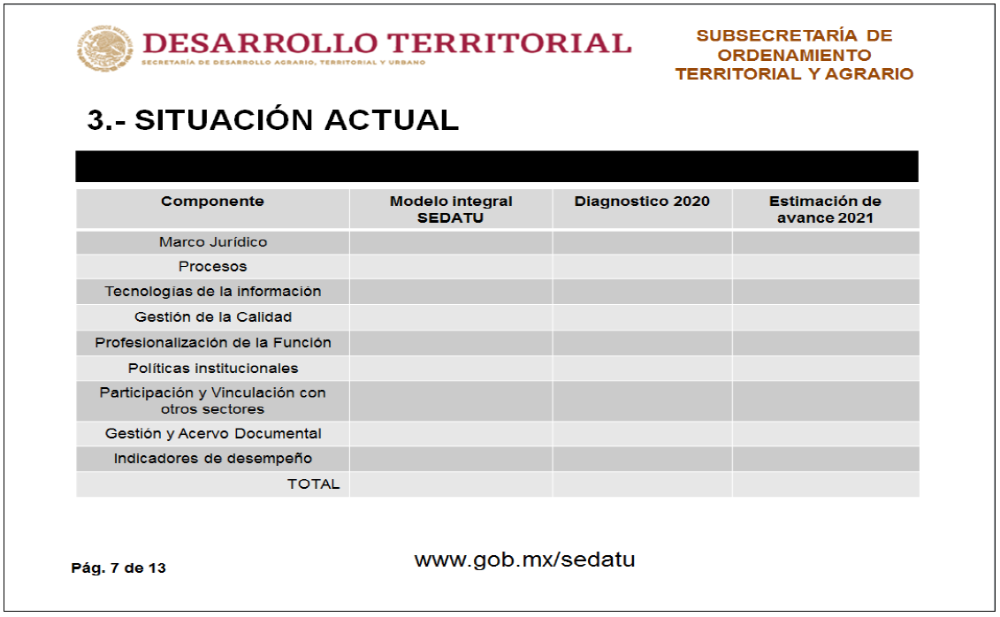 DESARROLLO TERRITORIAL
SECRETARÍA DE DESARROLLO AGRARIO, TERRITORIAL Y URBANO
SUBSECRETARÍA DE
ORDENAMIENTO
TERRITORIAL Y AGRARIO
3.- SITUACIÓN ACTUAL
Componente
Modelo integral
SEDATU
Diagnostico 2020
Estimación de
avance 2021
Marco Jurídico
Procesos
Tecnologías de la información
Gestión de la Calidad
Profesionalización de la Función
Políticas institucionales
Participación y Vinculación con
otros sectores
Gestión y Acervo Documental
Indicadores de desempeño
TOTAL
Pág. 7 de 13
www.gob.mx/sedatu